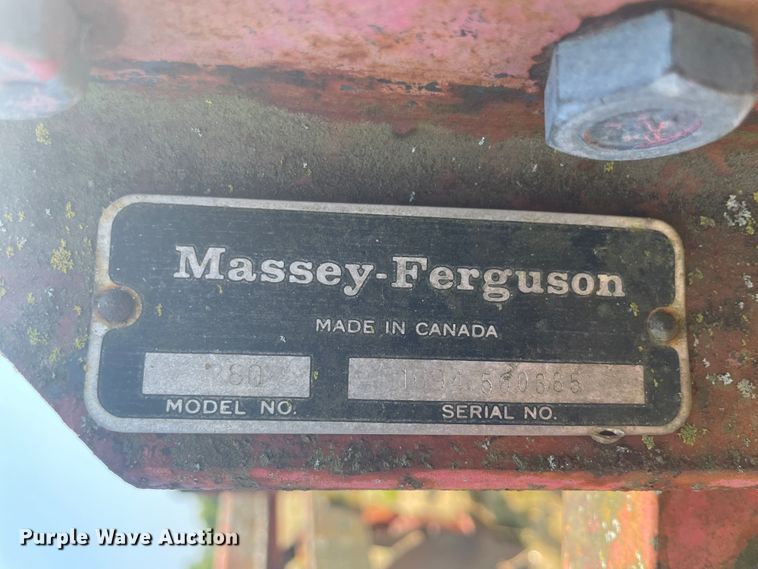 Massey-Ferguson
MADE IN CANADA
MODEL NO.
SERIAL NO.
Purple Wave Auction